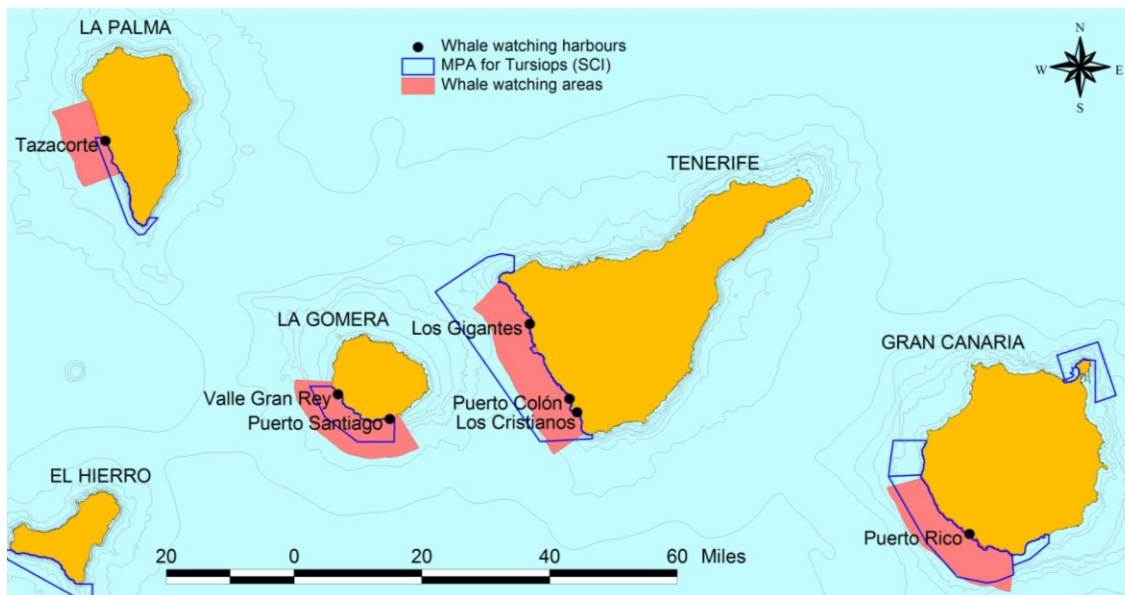 LA PALMA
Whale watching harbours
MPA for Tursiops (SCI)
Whale watching areas
N
W E
S
Tazacorte
TENERIFE
LA GOMERA
Los Gigantes
GRAN CANARIA
Valle Gran Rey
Puerto Colón
Puerto Santiago
Los Cristianos
EL HIERRO
Puerto Rico
20 0 20 40 60 Miles